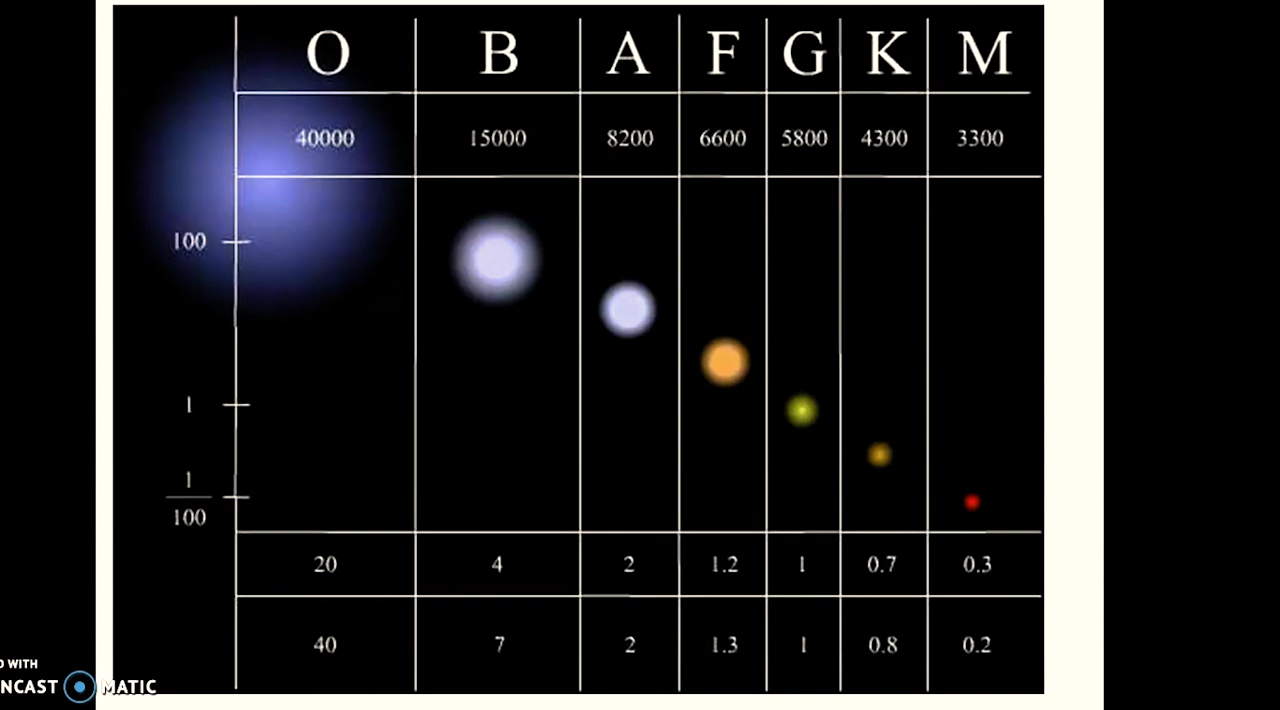 O B A F G K M
40000 15000 8200 6600 5800 4300 3300
100
1
1
100
20 4 2 1.2 1 0.7 0.3
40 7 2 1.3 1 0.8 0.2
D WITH
NCAST MATIC